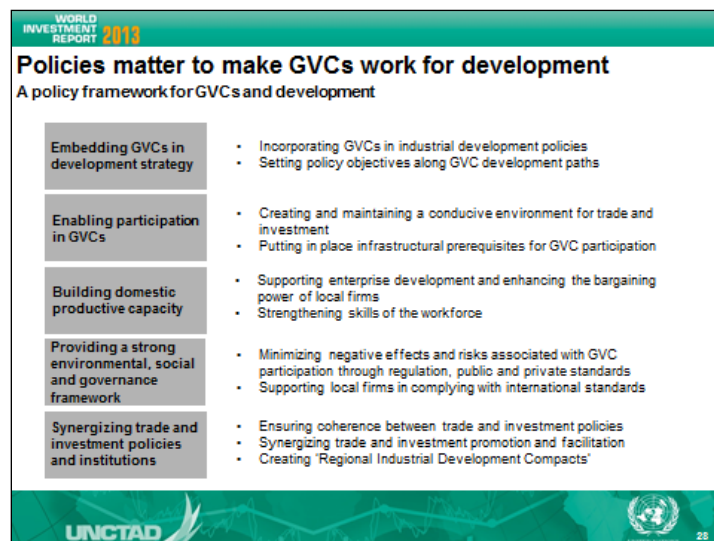 WORLD
INVESTMENT
REPORT 2013
Policies matter to make GVCs work for development
A policy framework for GVCs and development
Embedding GVCs in
development strategy
▪ Incorporating GVCs in industrial development policies
▪ Setting policy objectives along GVC development paths
Enabling participation
in GVCs
▪ Creating and maintaining a conducive environment for trade and
investment
▪ Putting in place infrastructural prerequisites for GVC participation
Building domestic
productive capacity
▪ Supporting enterprise development and enhancing the bargaining
power of local firms
▪ Strengthening skills of the workforce
Providing a strong
environmental, social
and governance
framework
▪ Minimizing negative effects and risks associated with GVC
participation through regulation, public and private standards
▪ Supporting local firms in complying with international standards
Synergizing trade and
investment policies
and institutions
▪ Ensuring coherence between trade and investment policies
▪ Synergizing trade and investment promotion and facilitation
▪ Creating 'Regional Industrial Development Compacts'
UNCTAD
28